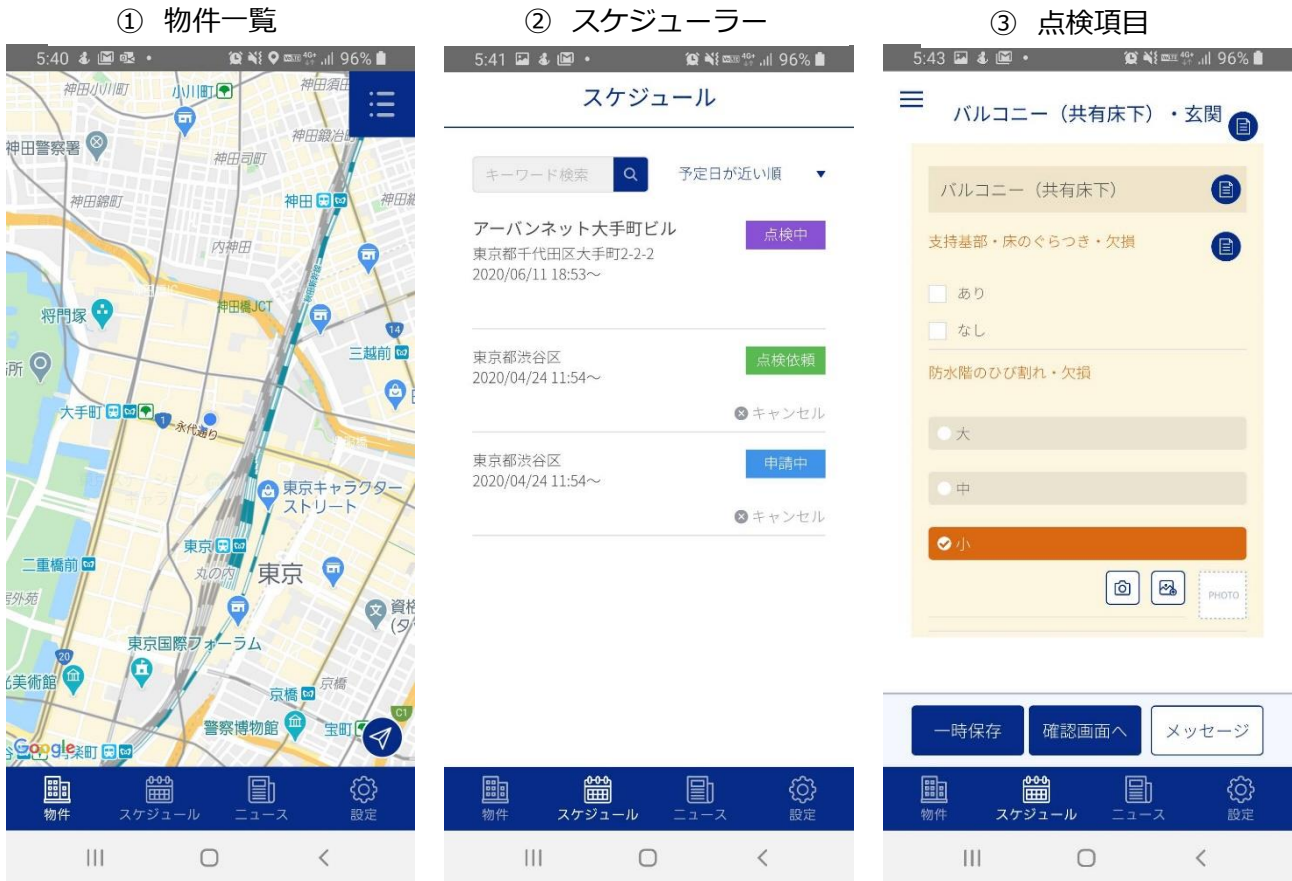 ① 物件一覧
② スケジューラー
③ 点検項目
5:40
96%
神田小川町
小川町
神田警察署
神田司町
神田錦町
神田
内神田
神田橋JCT
将門塚
14
三越前
大手町
1
永代通り
東京キャラクター
ストリート
東京
二重橋前
丸の内
東京
東京国際フォーラム
20
美術館
京橋
京橋
警察博物館
宝町
C1
Google
物件
スケジュール
ニュース
設定
5:41
96%
スケジュール
キーワード検索
予定日が近い順
アーバンネット大手町ビル
点検中
東京都千代田区大手町2-2-2
2020/06/11 18:53～
東京都渋谷区
点検依頼
2020/04/24 11:54～
キャンセル
東京都渋谷区
申請中
2020/04/24 11:54～
キャンセル
物件
スケジュール
ニュース
設定
5:43
96%
バルコニー（共有床下）・玄関
バルコニー（共有床下）
支持基部・床のぐらつき・欠損
あり
なし
防水階のひび割れ・欠損
大
中
小
PHOTO
一時保存
確認画面へ
メッセージ
物件
スケジュール
ニュース
設定